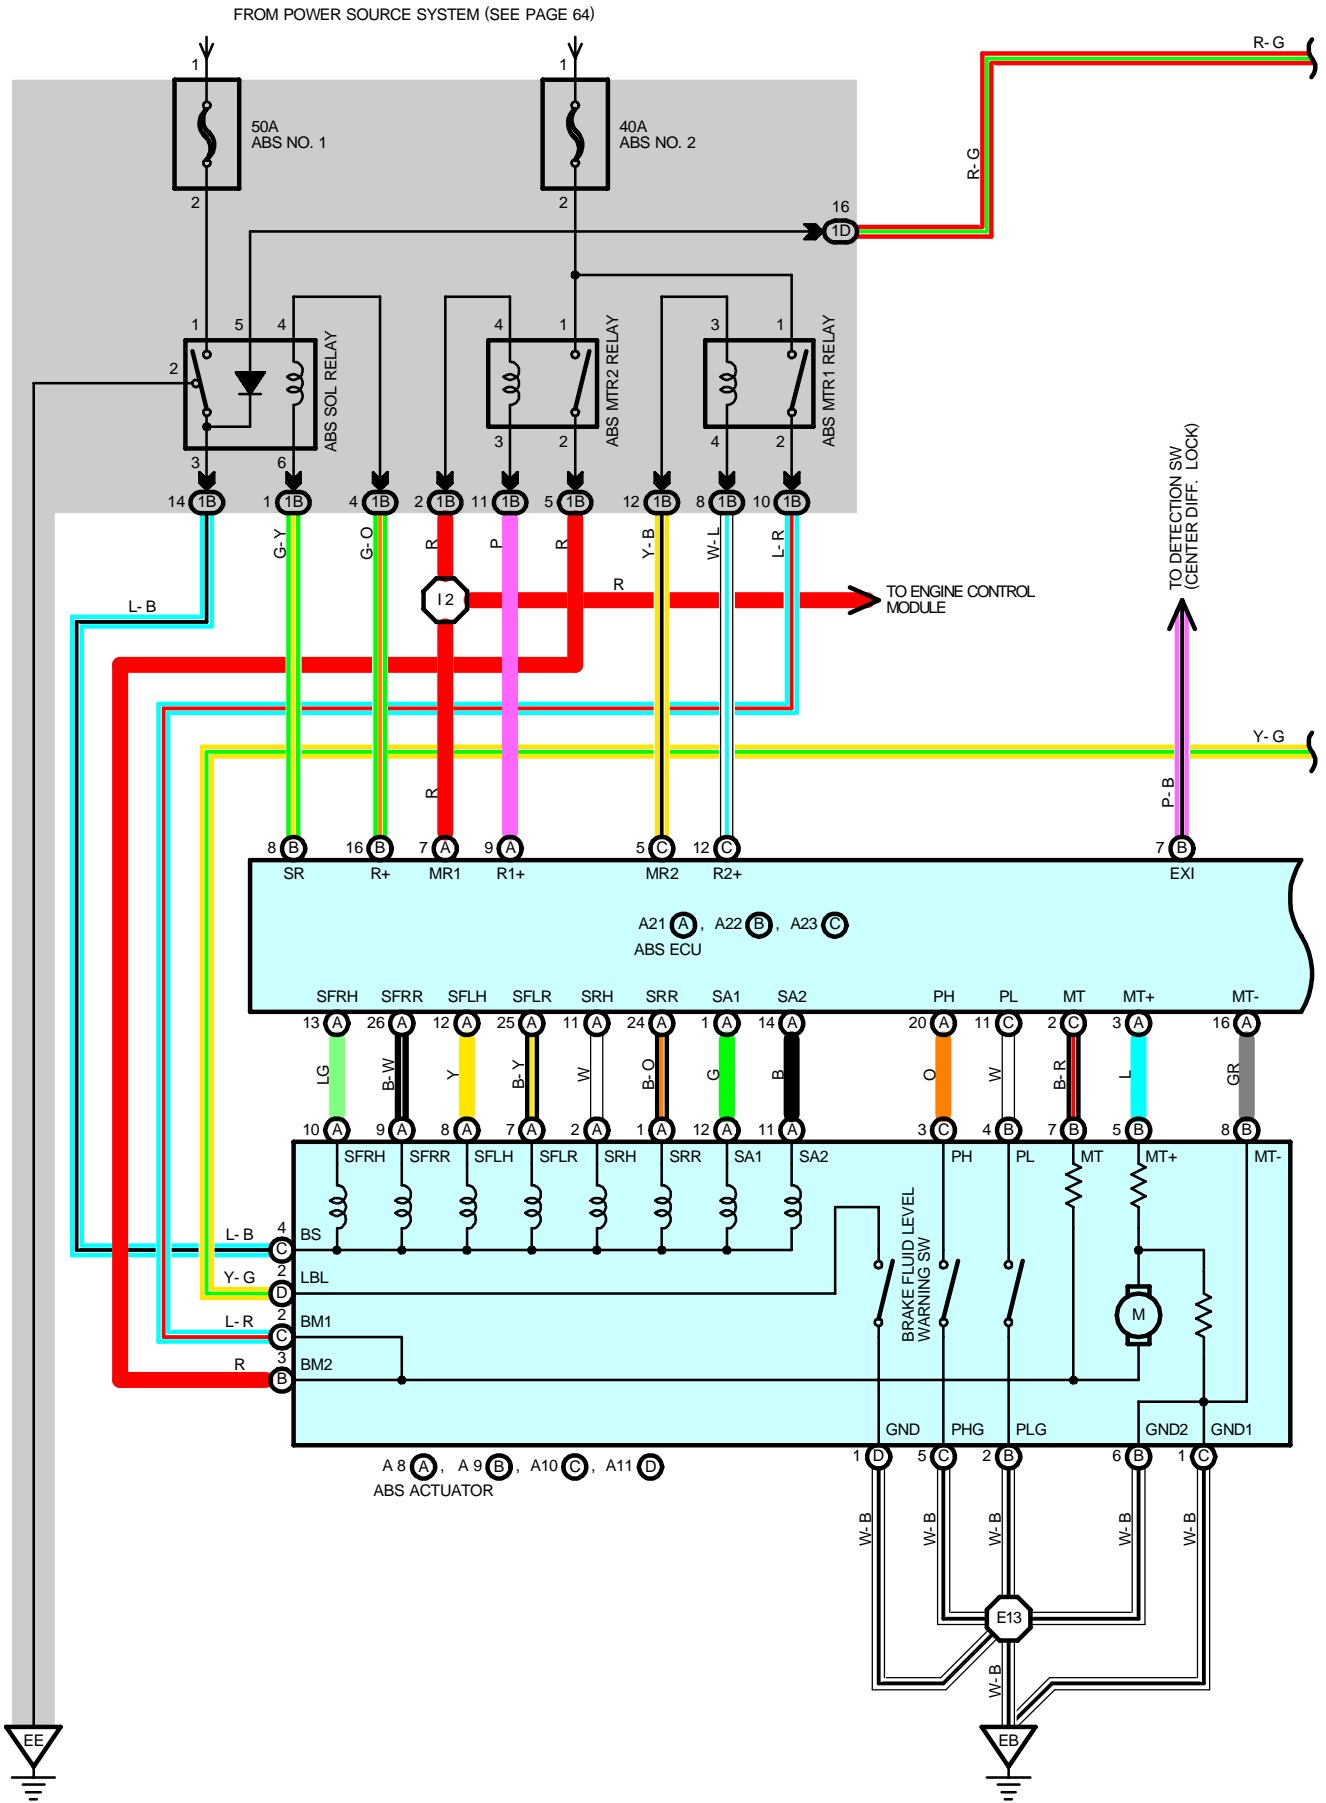 FROM POWER SOURCE SYSTEM (SEE PAGE 64)
R-G
1 1
50A
ABS NO. 1
40A
ABS NO. 2
R-G
2 2
16
1D
1 5 4 4 1 3 1
2
ABS SOL RELAY
ABS MTR2 RELAY
ABS MTR1 RELAY
3 6 3 2 4 2
14 1B 1 1B 4 1B 2 1B 11 1B 5 1B 12 1B 8 1B 10 1B
G-Y G-O R P R Y-B W-L L-R
TO DETECTION SW
(CENTER DIFF. LOCK)
L-B
I2
R
TO ENGINE CONTROL
MODULE
Y-G
R
P-B
8 B 16 B 7 A 9 A 5 C 12 C 7 B
SR R+ MR1 R1+ MR2 R2+ EXI
A21 A, A22 B, A23 C
ABS ECU
SFRH SFRR SFLH SFLR SRH SRR SA1 SA2 PH PL MT MT+ MT-
13 A 26 A 12 A 25 A 11 A 24 A 1 A 14 A 20 A 11 C 2 C 3 A 16 A
LG B-W Y B-Y W B-O G B O W B-R L GR
10 A 9 A 8 A 7 A 2 A 1 A 12 A 11 A 3 C 4 B 7 B 5 B 8 B
SFRH SFRR SFLH SFLR SRH SRR SA1 SA2 PH PL MT MT+ MT-
BRAKE FLUID LEVEL
WARNING SW
L-B 4 C BS
Y-G 2 D LBL
L-R 2 C BM1
R 3 B BM2
M
GND PHG PLG GND2 GND1
1 D 5 C 2 B 6 B 1 C
A 8 A, A 9 B, A10 C, A11 D
ABS ACTUATOR
W-B W-B W-B W-B W-B
E13
W-B
EE
EB